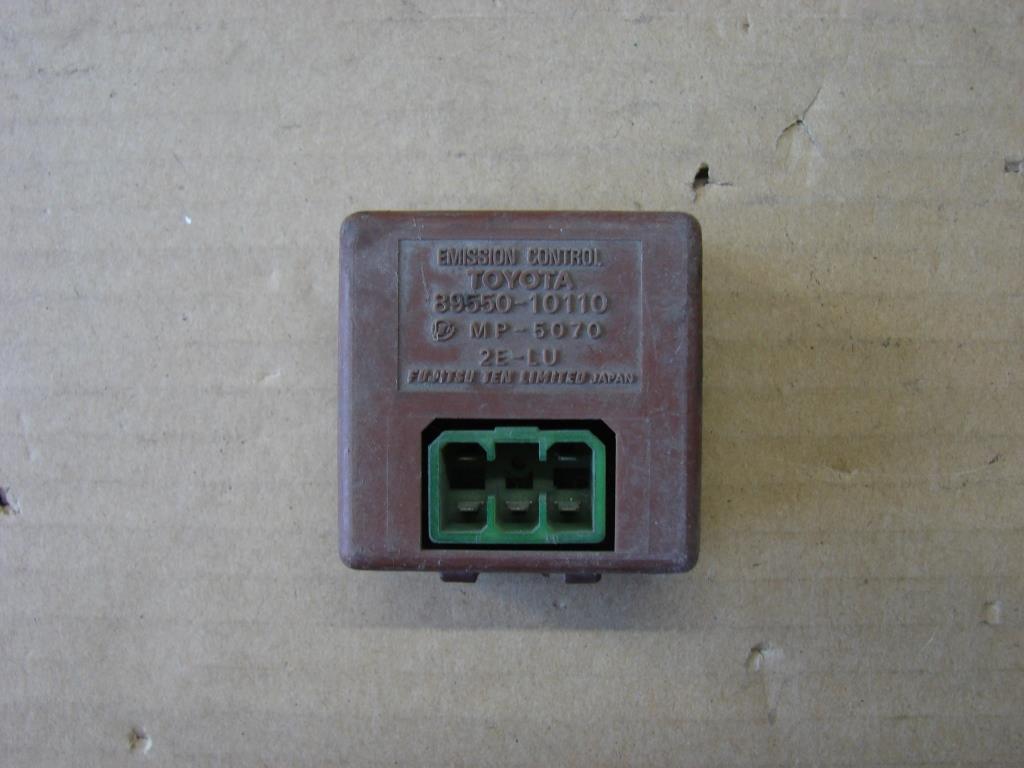 EMISSION CONTROL
TOYOTA
89550-10110
MP-5070
2E-LU
FUJITSU TEN LIMITED JAPAN